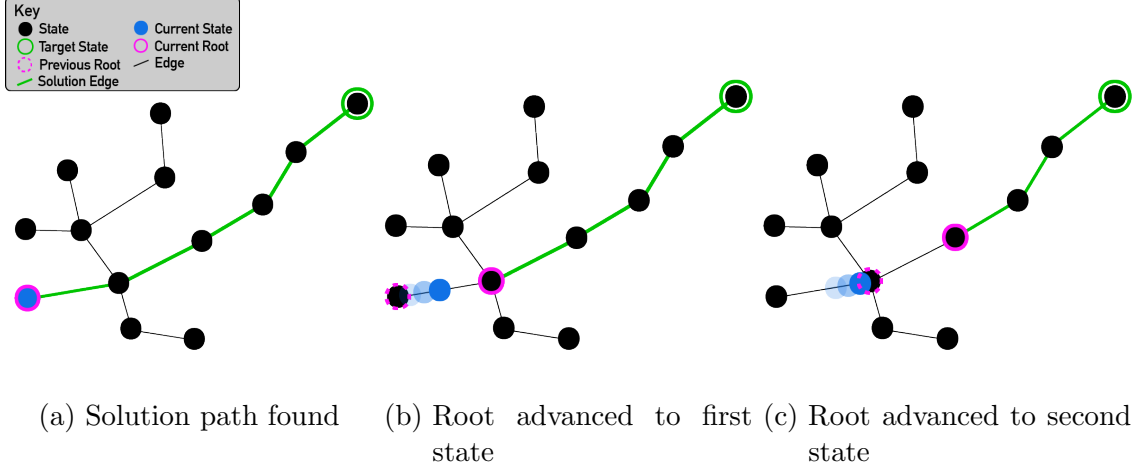 Key
State
Current State
Target State
Current Root
Previous Root
Edge
Solution Edge
(a) Solution path found
(b) Root advanced to first
state
(c) Root advanced to second
state